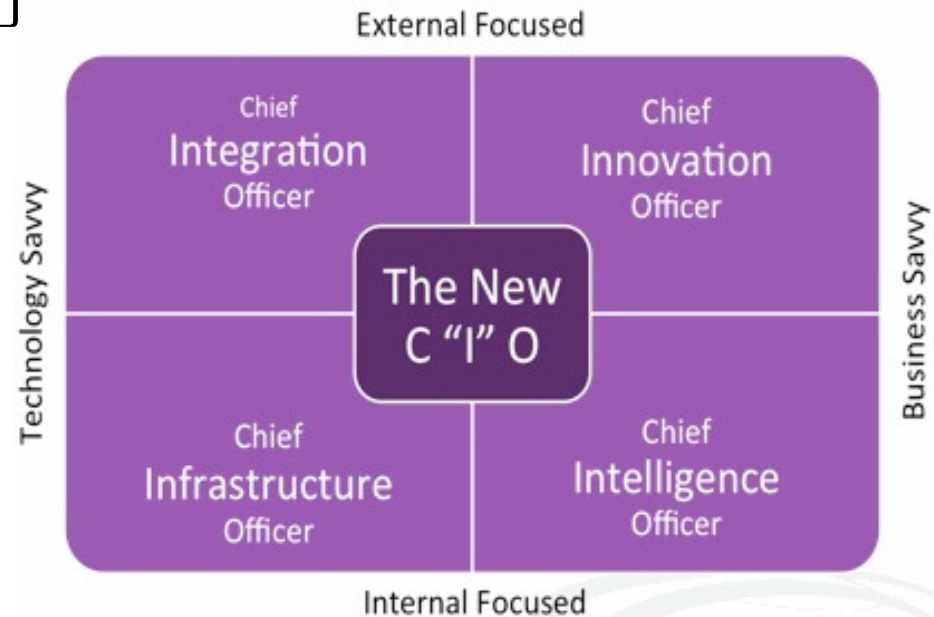 External Focused
Technology Savvy
Chief
Integration
Officer
Chief
Innovation
Officer
The New
C “I” O
Chief
Infrastructure
Officer
Chief
Intelligence
Officer
Business Savvy
Internal Focused